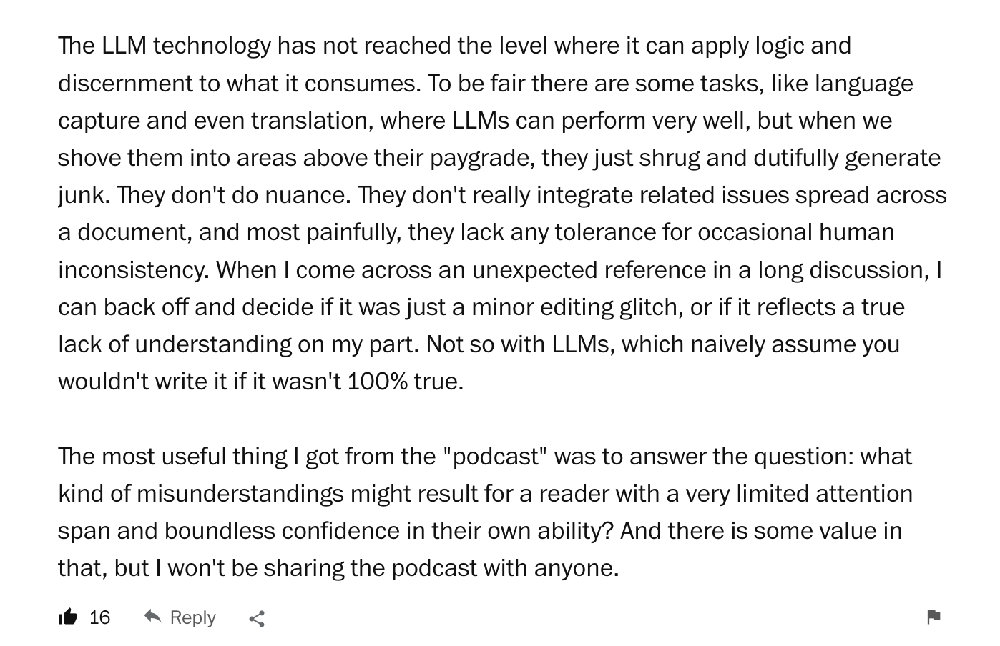 The LLM technology has not reached the level where it can apply logic and
discernment to what it consumes. To be fair there are some tasks, like language
capture and even translation, where LLMs can perform very well, but when we
shove them into areas above their paygrade, they just shrug and dutifully generate
junk. They don't do nuance. They don't really integrate related issues spread across
a document, and most painfully, they lack any tolerance for occasional human
inconsistency. When I come across an unexpected reference in a long discussion, I
can back off and decide if it was just a minor editing glitch, or if it reflects a true
lack of understanding on my part. Not so with LLMs, which naively assume you
wouldn't write it if it wasn't 100% true.
The most useful thing I got from the "podcast" was to answer the question: what
kind of misunderstandings might result for a reader with a very limited attention
span and boundless confidence in their own ability? And there is some value in
that, but I won't be sharing the podcast with anyone.
16 Reply